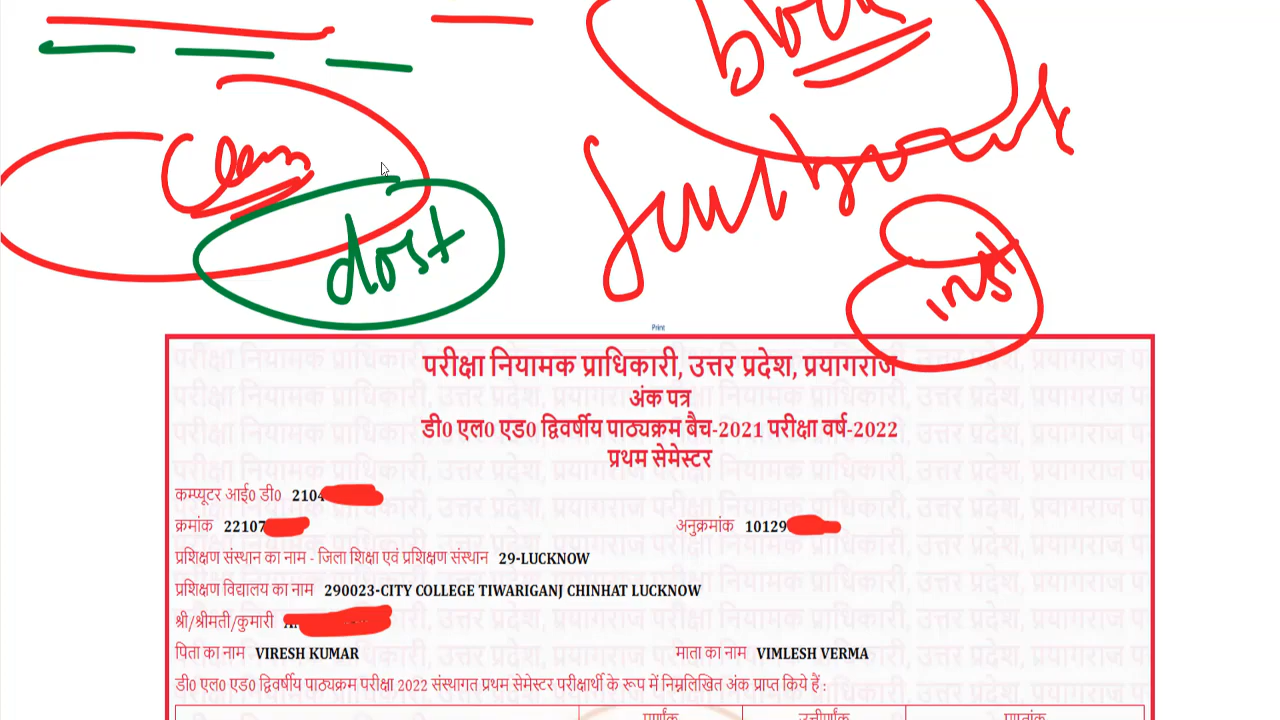 dost
inst
Print
परीक्षा नियामक प्राधिकारी, उत्तर प्रदेश, प्रयागराज
अंक पत्र
डी0 एल0 एड0 द्विवर्षीय पाठ्यक्रम बैच-2021 परीक्षा वर्ष-2022
प्रथम सेमेस्टर
कम्प्यूटर आई0 डी0 2104
क्रमांक 22107 अनुक्रमांक 10129
प्रशिक्षण संस्थान का नाम - जिला शिक्षा एवं प्रशिक्षण संस्थान 29-LUCKNOW
प्रशिक्षण विद्यालय का नाम 290023-CITY COLLEGE TIWARIGANJ CHINHAT LUCKNOW
श्री/श्रीमती/कुमारी
पिता का नाम VIRESH KUMAR माता का नाम VIMLESH VERMA
डी0 एल0 एड0 द्विवर्षीय पाठ्यक्रम परीक्षा 2022 संस्थागत प्रथम सेमेस्टर परीक्षार्थी के रूप में निम्नलिखित अंक प्राप्त किये हैं :